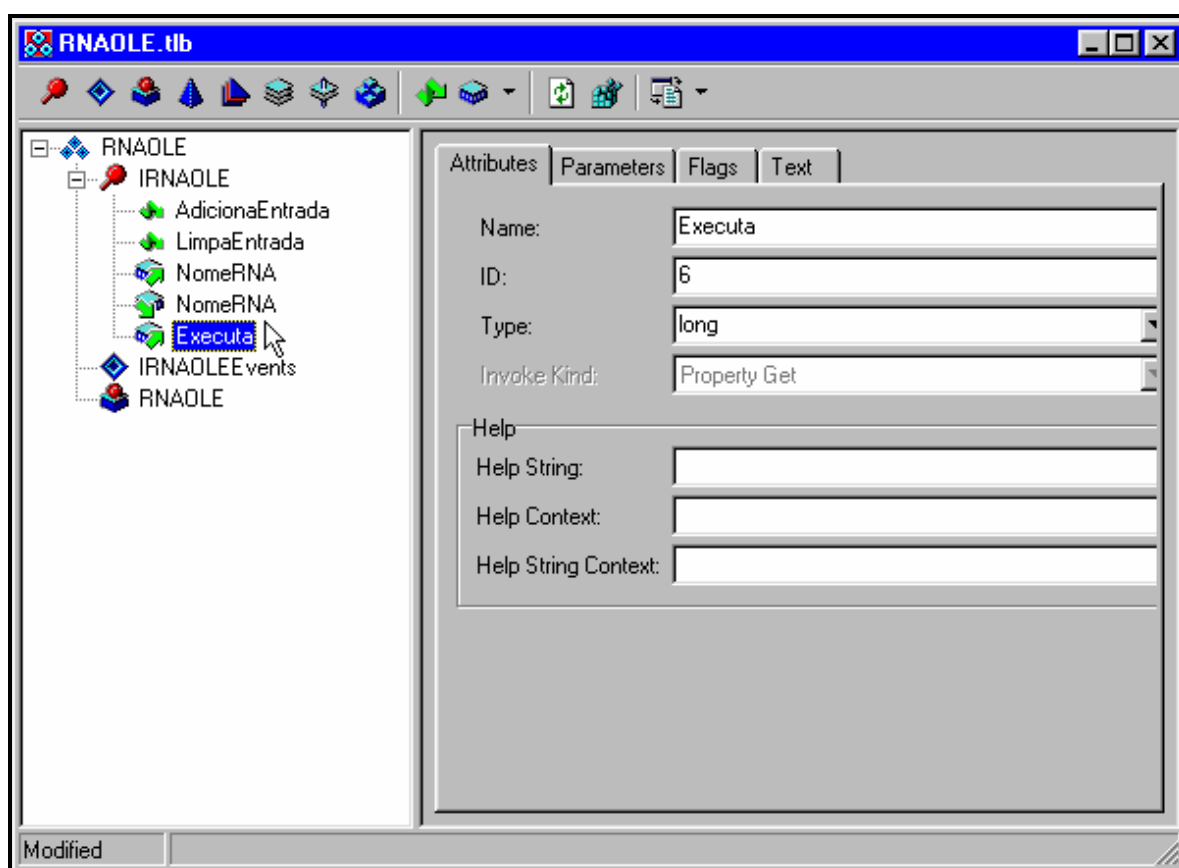 RNAOLE.tlb
RNAOLE
IRNAOLE
AdicionaEntrada
LimpaEntrada
NomeRNA
NomeRNA
Executa
IRNAOLEEvents
RNAOLE
Attributes Parameters Flags Text
Name: Executa
ID: 6
Type: long
Invoke Kind: Property Get
Help
Help String:
Help Context:
Help String Context:
Modified